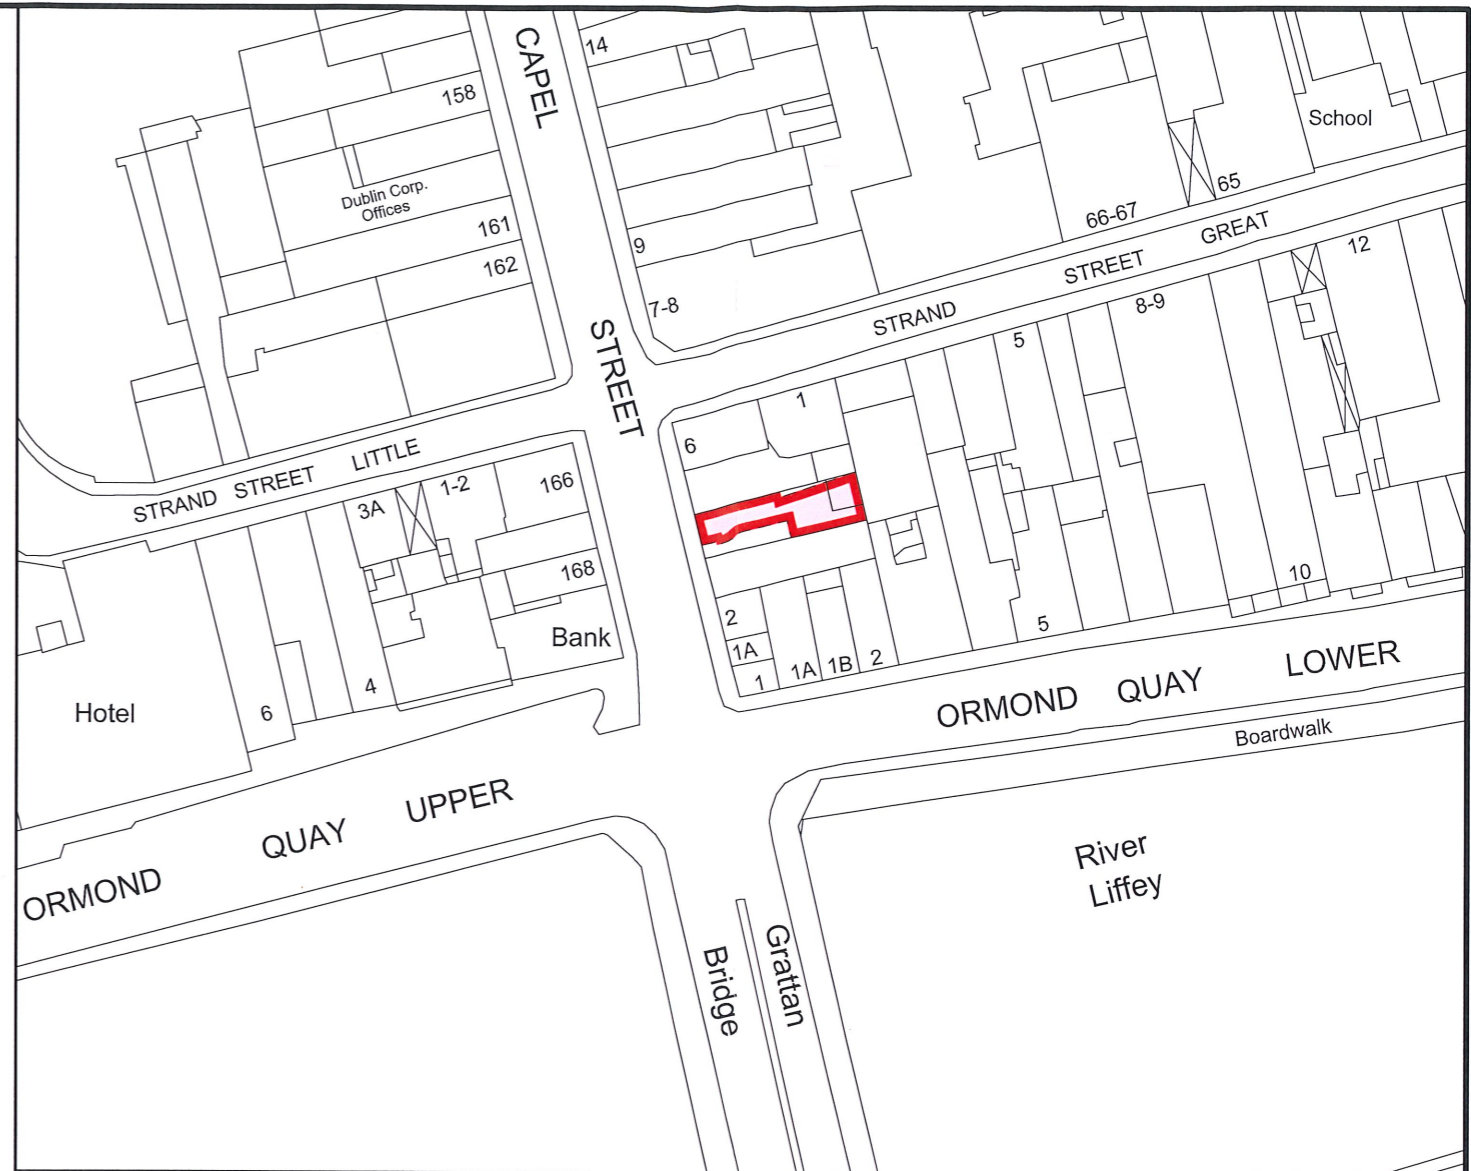 CAPEL
STREET
14
158
Dublin Corp.
Offices
161
162
9
7-8
School
65
66-67
STRAND STREET GREAT
12
8-9
5
1
6
STRAND STREET LITTLE
3A
1-2
166
168
Bank
2
1A
1
1A
1B
2
5
10
Hotel
6
4
ORMOND QUAY LOWER
Boardwalk
ORMOND QUAY UPPER
River
Liffey
Grattan
Bridge